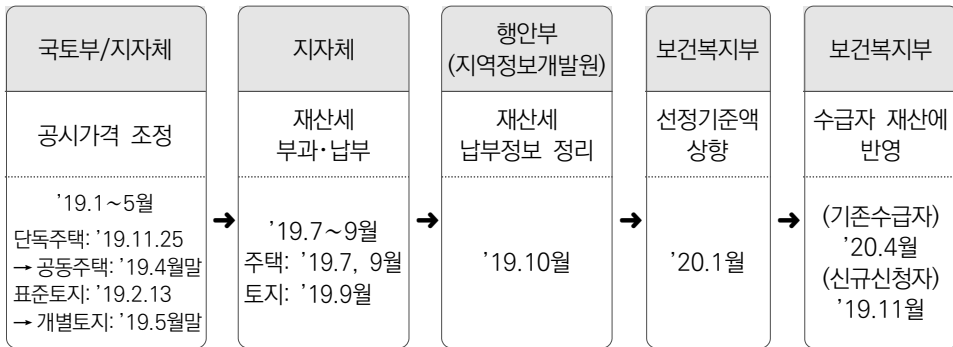 국토부/지자체
공시가격 조정
'19.1～5월
단독주택: '19.11.25
→ 공동주택: '19.4월말
표준토지: '19.2.13
→ 개별토지: '19.5월말
➜
지자체
재산세
부과·납부
'19.7～9월
주택: '19.7, 9월
토지: '19.9월
➜
행안부
(지역정보개발원)
재산세
납부정보 정리
'19.10월
➜
보건복지부
선정기준액
상향
'20.1월
➜
보건복지부
수급자 재산에
반영
(기존수급자)
'20.4월
(신규신청자)
'19.11월